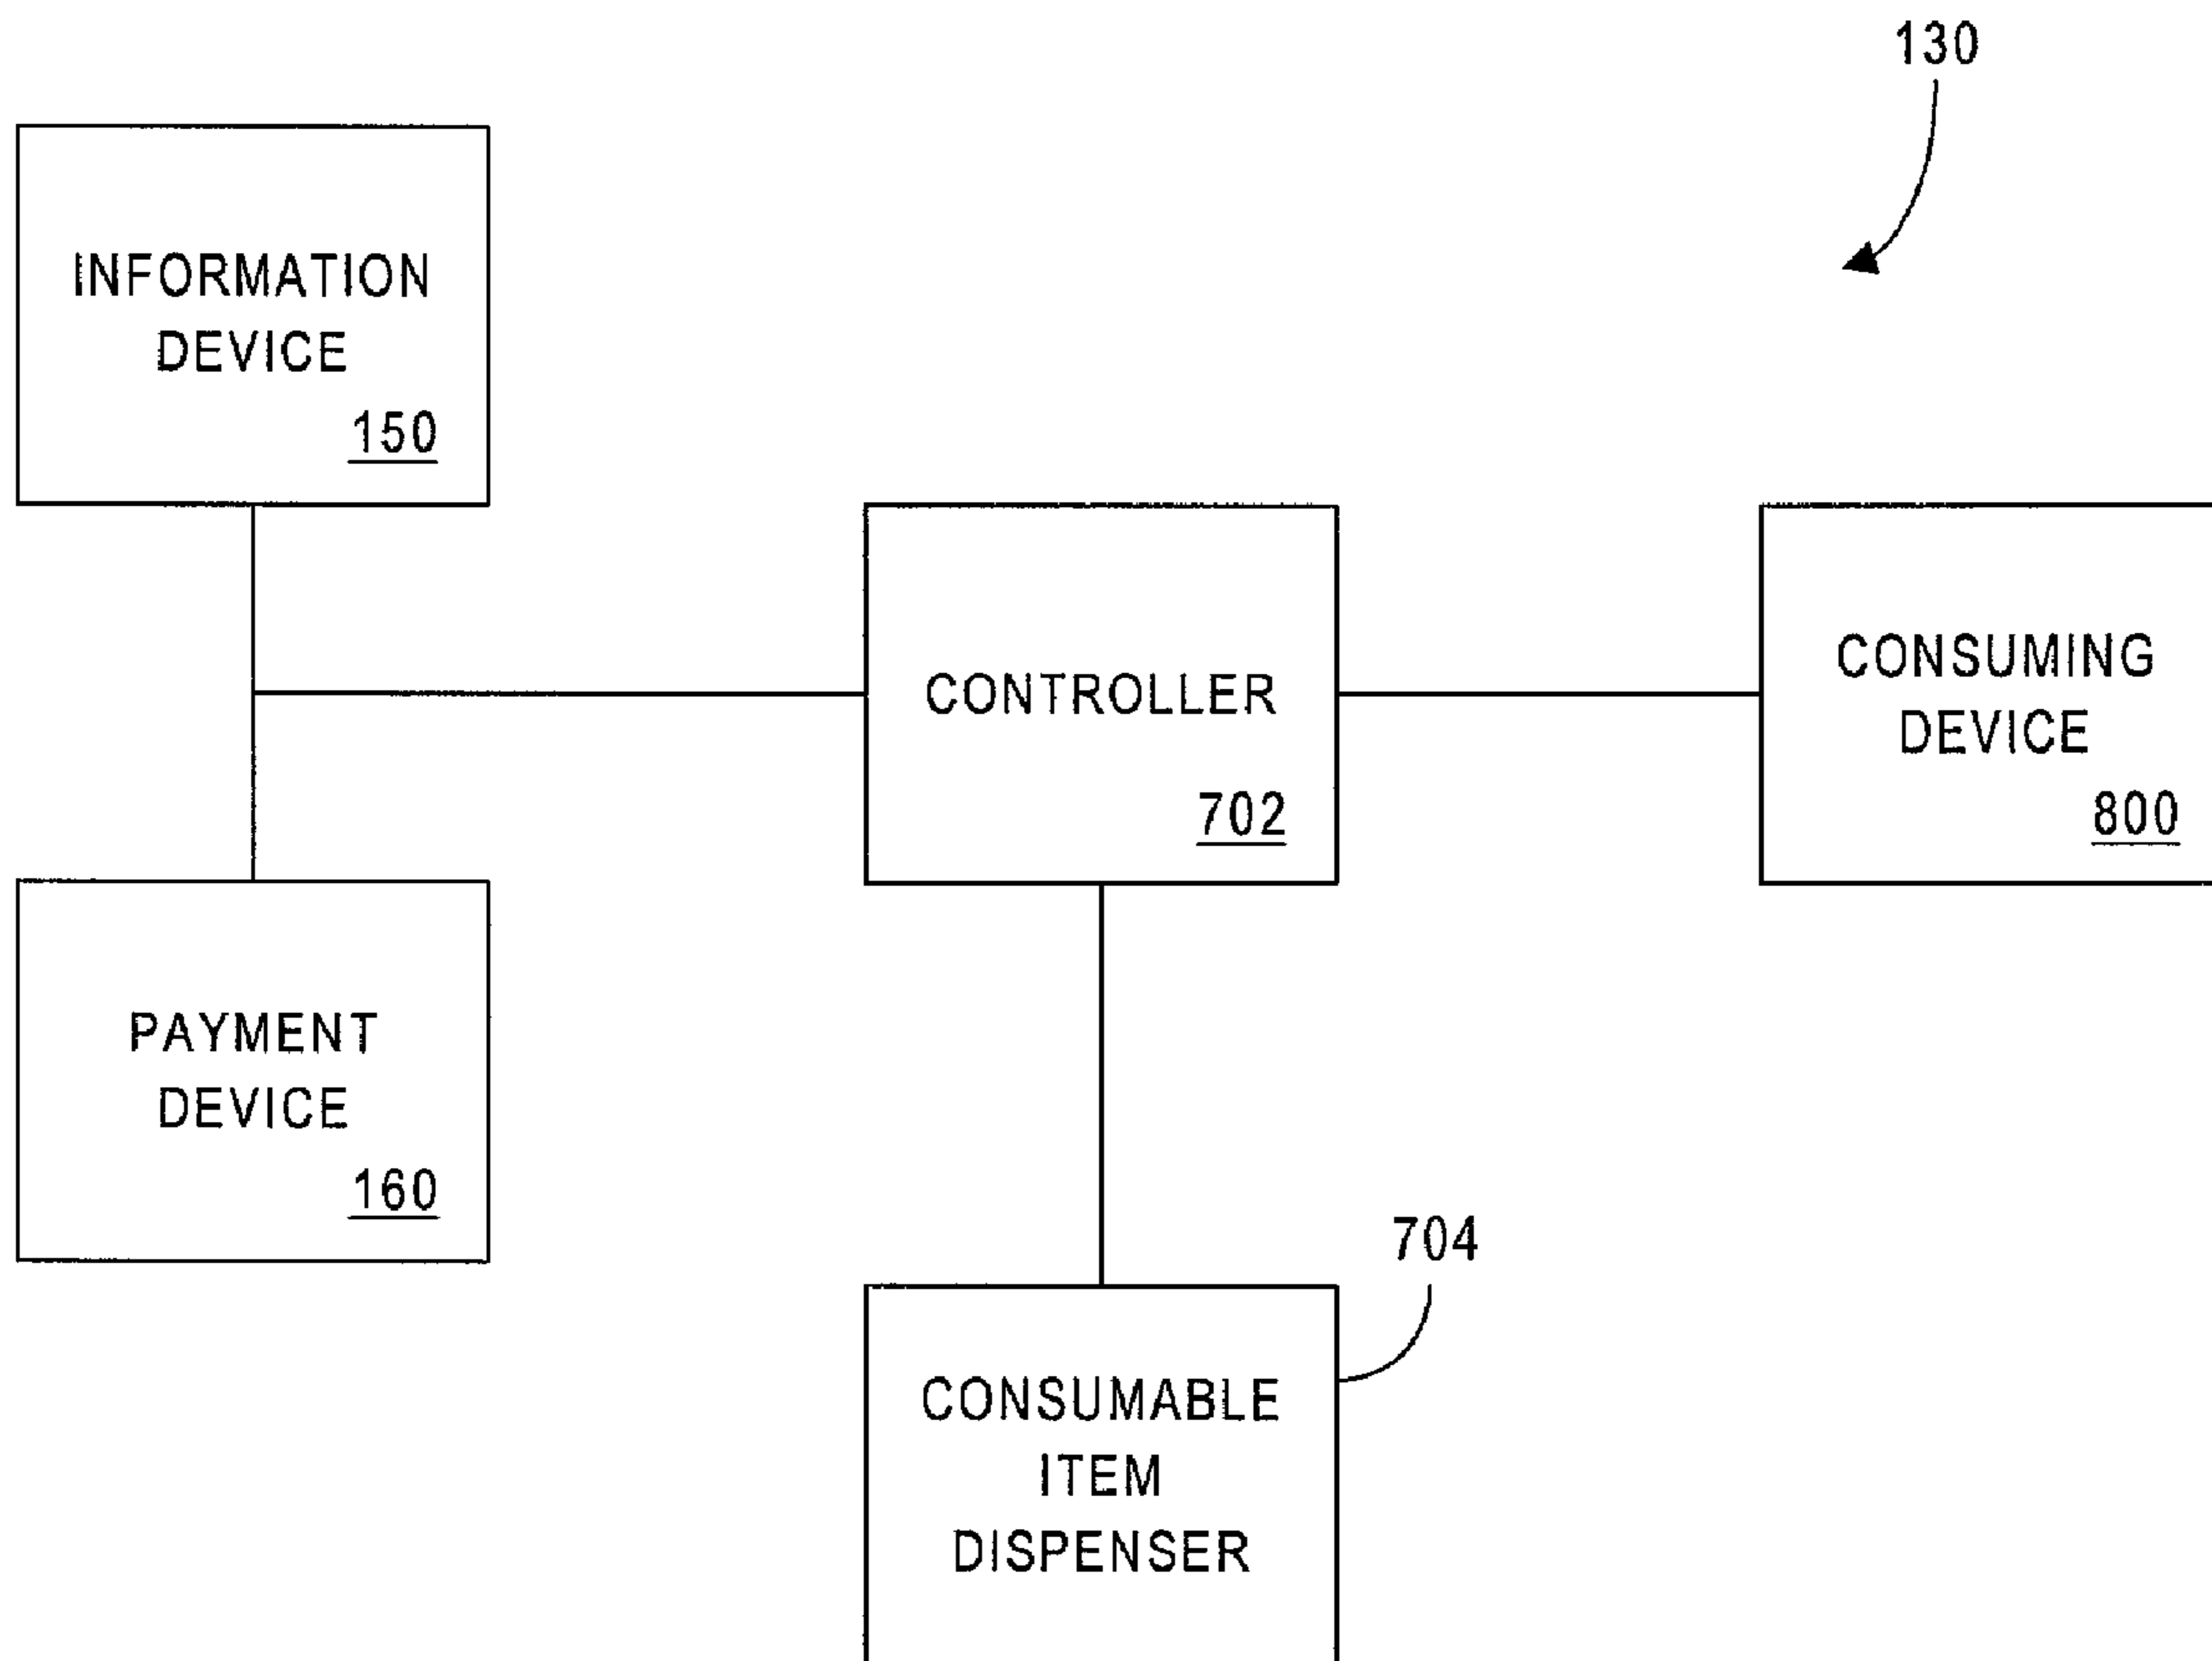 130
INFORMATION
DEVICE
150
CONTROLLER
702
CONSUMING
DEVICE
800
PAYMENT
DEVICE
160
704
CONSUMABLE
ITEM
DISPENSER